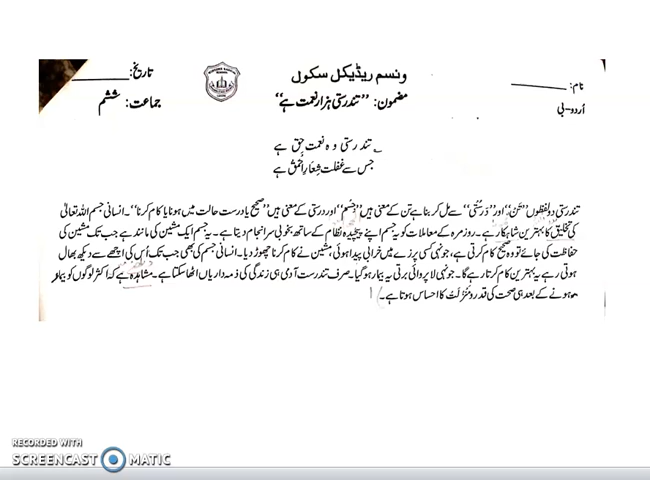 ونسم ریڈیکل سکول
تاریخ: ___________
نام: ___________
مضمون: "تندرستی ہزار نعمت ہے"
جماعت: ششم
اُردو-بی
تندرستی وہ نعمتِ حق ہے
جس سے غفلت شِعارِ احمق ہے
تندرستی دو لفظوں "تَن" اور "دُرستی" سے مل کر بنا ہے تن کے معنی ہیں "جِسم" اور درستی کے معنی ہیں "صحیح یا درست حالت میں ہونا یا کام کرنا"۔ انسانی جسم اللہ تعالیٰ
کی تخلیق کا بہترین شاہکار ہے۔ روزمرہ کے معاملات کو یہ جسم اپنے پیچیدہ نظام کے ساتھ بخوبی سرانجام دیتا ہے۔ یہ جسم ایک مشین کی مانند ہے جب تک مشین کی
حفاظت کی جائے تو وہ صحیح کام کرتی ہے، جونہی کسی پرزے میں خرابی پیدا ہوئی، مشین نے کام کرنا چھوڑ دیا۔ انسانی جسم کی بھی جب تک اُس کی اچھے سے دیکھ بھال
ہوتی رہے یہ بہترین کام کرتا رہے گا۔ جونہی لاپروائی برتی یہ بیمار ہو گیا۔ صرف تندرست آدمی ہی زندگی کی ذمہ داریاں اٹھا سکتا ہے۔ مشاہدہ ہے کہ اکثر لوگوں کو بیمار
ہونے کے بعد ہی صحت کی قدر و منزلت کا احساس ہوتا ہے۔
RECORDED WITH
SCREENCAST O MATIC